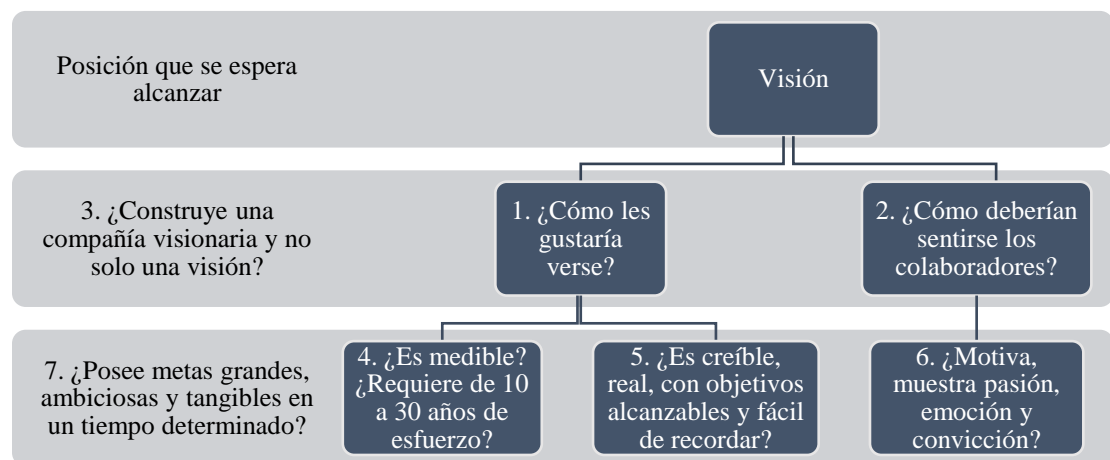 Posición que se espera
alcanzar
Visión
3. ¿Construye una
compañía visionaria y no
solo una visión?
1. ¿Cómo les
gustaría
verse?
2. ¿Cómo deberían
sentirse los
colaboradores?
7. ¿Posee metas grandes,
ambiciosas y tangibles en
un tiempo determinado?
4. ¿Es medible?
¿Requiere de 10
a 30 años de
esfuerzo?
5. ¿Es creíble,
real, con objetivos
alcanzables y fácil
de recordar?
6. ¿Motiva,
muestra pasión,
emoción y
convicción?